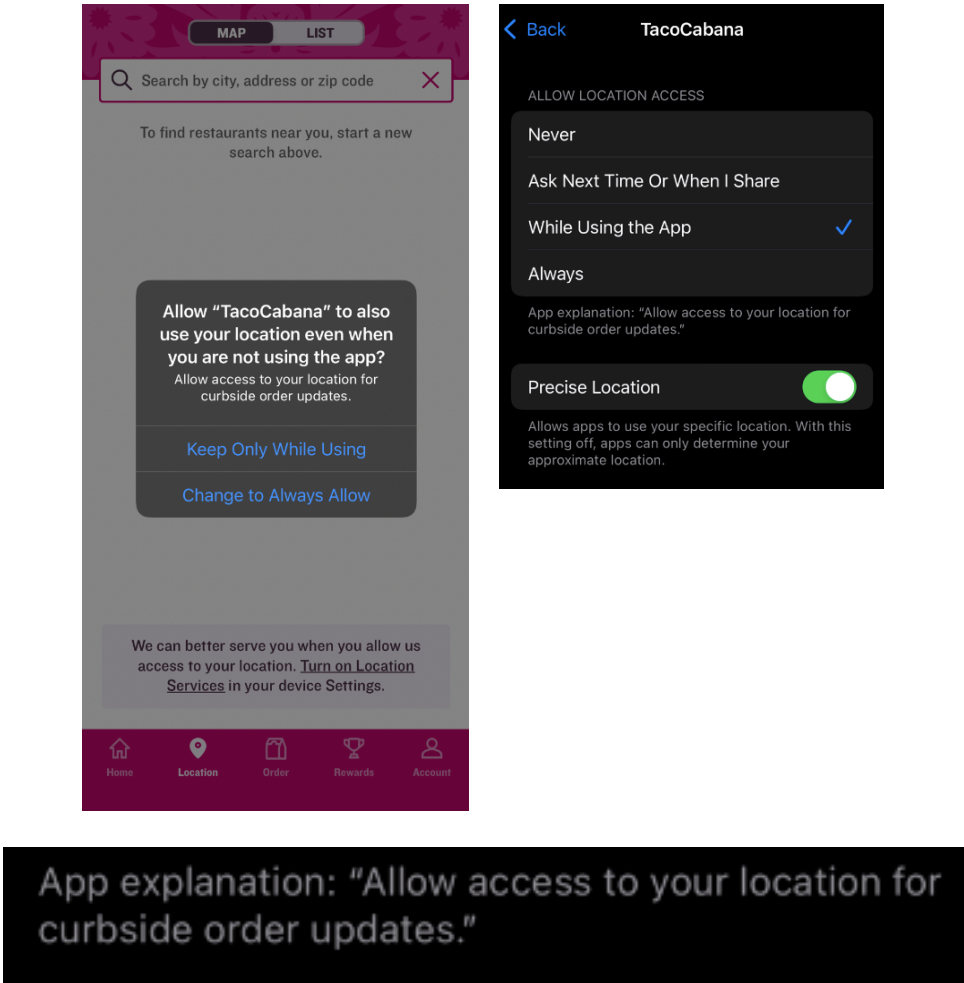 MAP LIST
Search by city, address or zip code
To find restaurants near you, start a new
search above.
Allow “TacoCabana” to also
use your location even when
you are not using the app?
Allow access to your location for
curbside order updates.
Keep Only While Using
Change to Always Allow
We can better serve you when you allow us
access to your location. Turn on Location
Services in your device Settings.
Home Location Order Rewards Account
Back TacoCabana
ALLOW LOCATION ACCESS
Never
Ask Next Time Or When I Share
While Using the App
Always
App explanation: “Allow access to your location for
curbside order updates.”
Precise Location
Allows apps to use your specific location. With this
setting off, apps can only determine your
approximate location.
App explanation: “Allow access to your location for
curbside order updates.”